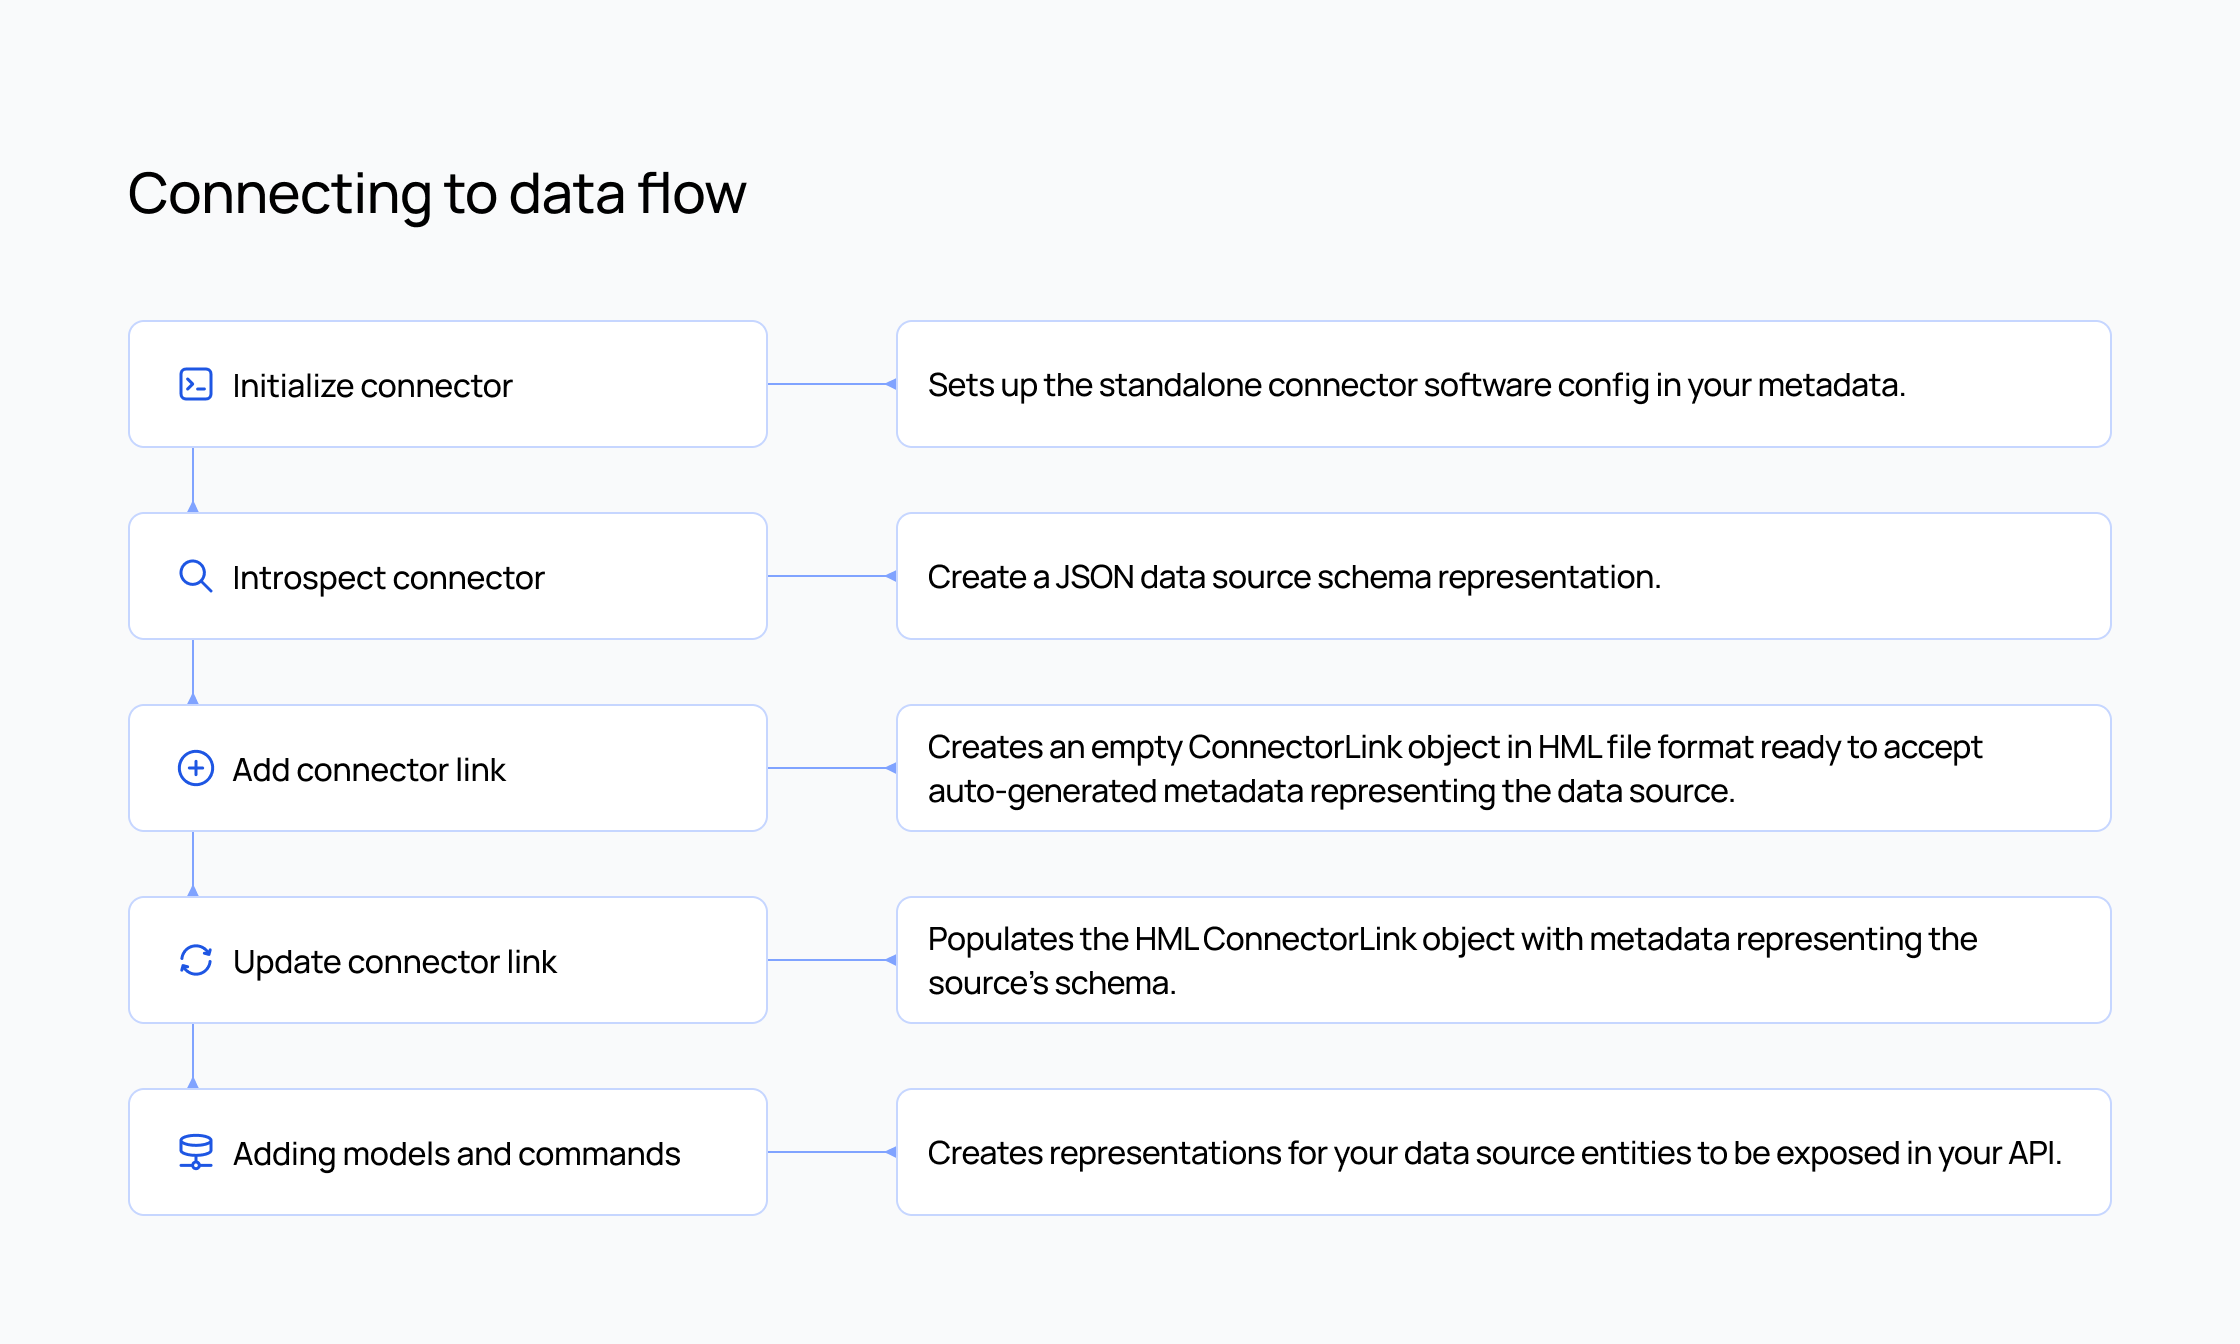 Connecting to data flow
Initialize connector
Sets up the standalone connector software config in your metadata.
Introspect connector
Create a JSON data source schema representation.
Add connector link
Creates an empty ConnectorLink object in HML file format ready to accept
auto-generated metadata representing the data source.
Update connector link
Populates the HML ConnectorLink object with metadata representing the
source’s schema.
Adding models and commands
Creates representations for your data source entities to be exposed in your API.